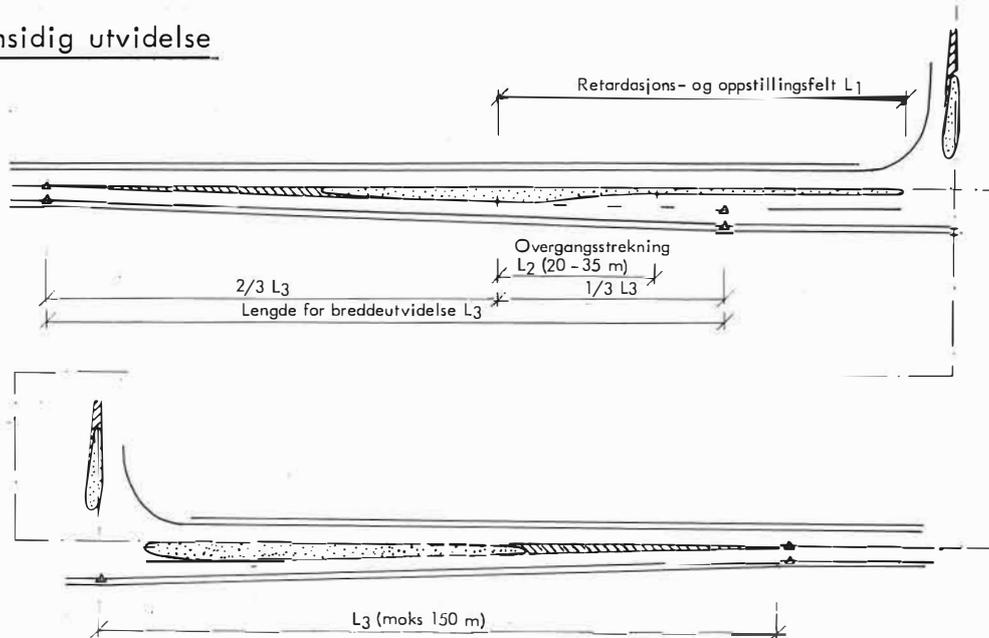 nsidig utvidelse
Retardasjons- og oppstillingsfelt L1
Overgangsstrekning
L2 (20-35 m)
2/3 L3
1/3 L3
Lengde for breddeutvidelse L3
L3 (moks 150 m)